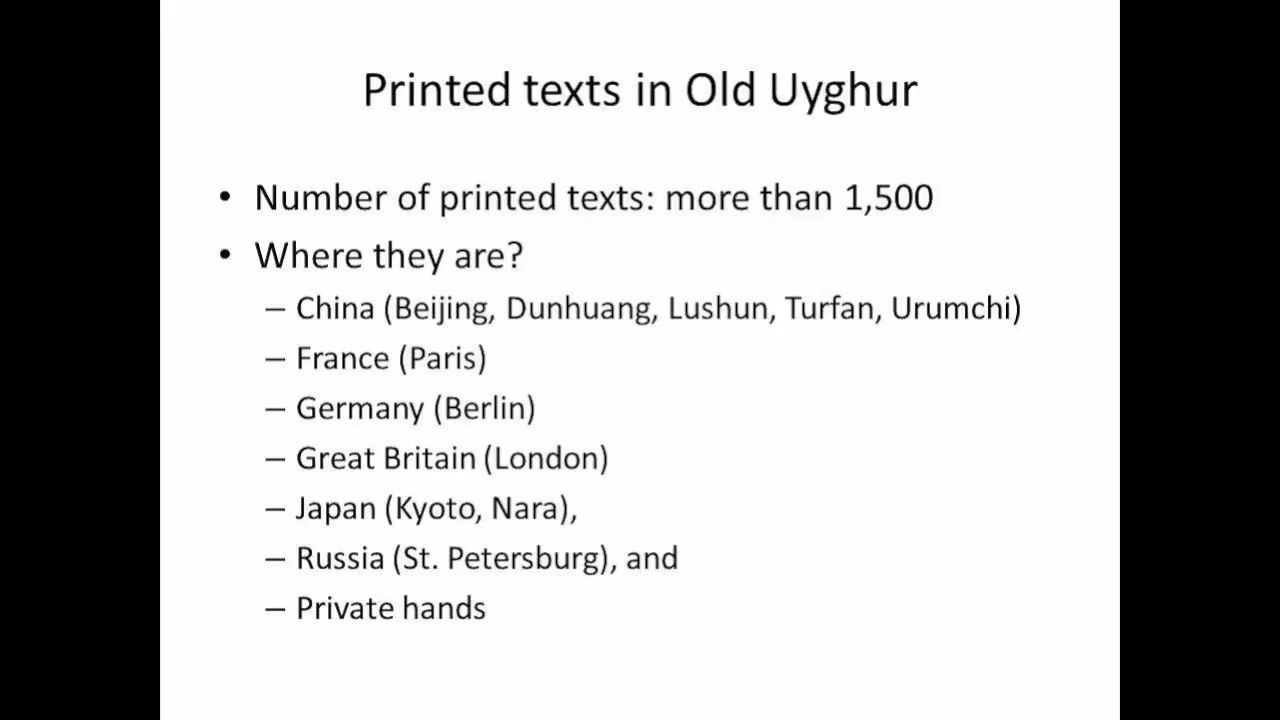 Printed texts in Old Uyghur
• Number of printed texts: more than 1,500
• Where they are?
– China (Beijing, Dunhuang, Lushun, Turfan, Urumchi)
– France (Paris)
– Germany (Berlin)
– Great Britain (London)
– Japan (Kyoto, Nara),
– Russia (St. Petersburg), and
– Private hands